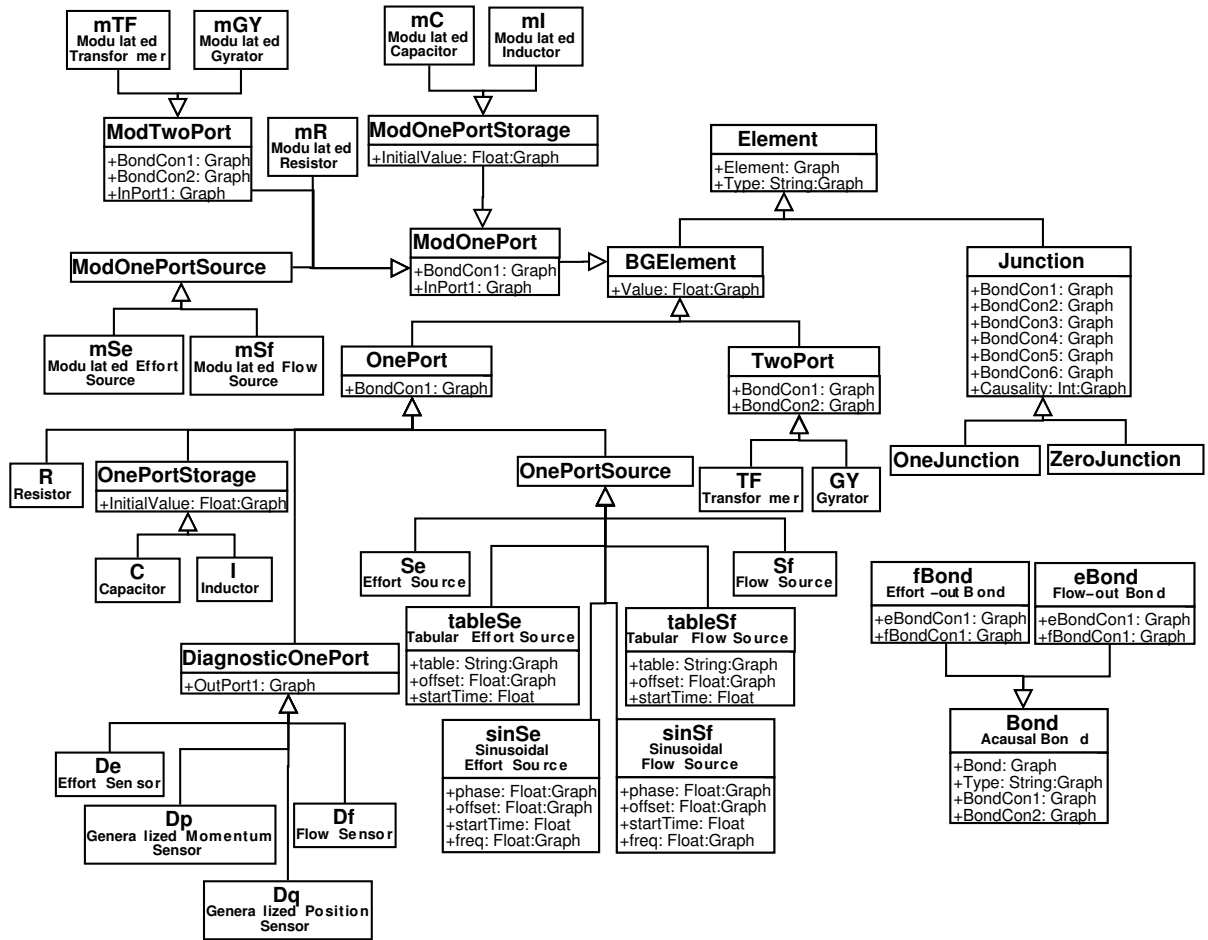 mTF
Modulated
Transformer
mGY
Modulated
Gyrator
mC
Modulated
Capacitor
mI
Modulated
Inductor
ModTwoPort
+BondCon1: Graph
+BondCon2: Graph
+InPort1: Graph
mR
Modulated
Resistor
ModOnePortStorage
+InitialValue: Float:Graph
Element
+Element: Graph
+Type: String:Graph
ModOnePortSource
ModOnePort
+BondCon1: Graph
+InPort1: Graph
BGElement
+Value: Float:Graph
Junction
+BondCon1: Graph
+BondCon2: Graph
+BondCon3: Graph
+BondCon4: Graph
+BondCon5: Graph
+BondCon6: Graph
+Causality: Int:Graph
mSe
Modulated Effort
Source
mSf
Modulated Flow
Source
OnePort
+BondCon1: Graph
TwoPort
+BondCon1: Graph
+BondCon2: Graph
R
Resistor
OnePortStorage
+InitialValue: Float:Graph
OnePortSource
TF
Transformer
GY
Gyrator
OneJunction
ZeroJunction
C
Capacitor
I
Inductor
Se
Effort Source
Sf
Flow Source
fBond
Effort-out Bond
+eBondCon1: Graph
+fBondCon1: Graph
eBond
Flow-out Bond
+eBondCon1: Graph
+fBondCon1: Graph
tableSe
Tabular Effort Source
+table: String:Graph
+offset: Float:Graph
+startTime: Float
tableSf
Tabular Flow Source
+table: String:Graph
+offset: Float:Graph
+startTime: Float
DiagnosticOnePort
+OutPort1: Graph
Bond
Acausal Bond
+Bond: Graph
+Type: String:Graph
+BondCon1: Graph
+BondCon2: Graph
sinSe
Sinusoidal
Effort Source
+phase: Float:Graph
+offset: Float:Graph
+startTime: Float
+freq: Float:Graph
sinSf
Sinusoidal
Flow Source
+phase: Float:Graph
+offset: Float:Graph
+startTime: Float
+freq: Float:Graph
De
Effort Sensor
Dp
Generalized Momentum
Sensor
Df
Flow Sensor
Dq
Generalized Position
Sensor